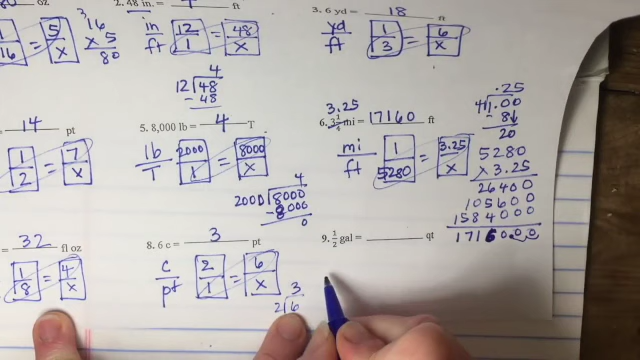 80 oz
5/16 = 5/x
3
16
x 5
80
2. 48 in. = ft
in/ft 12/1 = 48/x
4
12 48
- 48
3. 6 yd = 18 ft
yd/ft 1/3 = 6/x
= 14 pt
1/2 = 7/x
5. 8,000 lb = 4 T
lb/T 2000/1 = 8000/x
4
2000 8000
- 8000
0
3.25
6. 3 1/4 mi = 17160 ft
mi/ft 1/5280 = 3.25/x
.25
4 1.00
- 8
20
5280
x 3.25
26400
105600
1584000
1716000
= 32 fl oz
1/8 = 4/x
8. 6 c = 3 pt
c/pt 2/1 = 6/x
3
2 6
9. 1/2 gal = qt